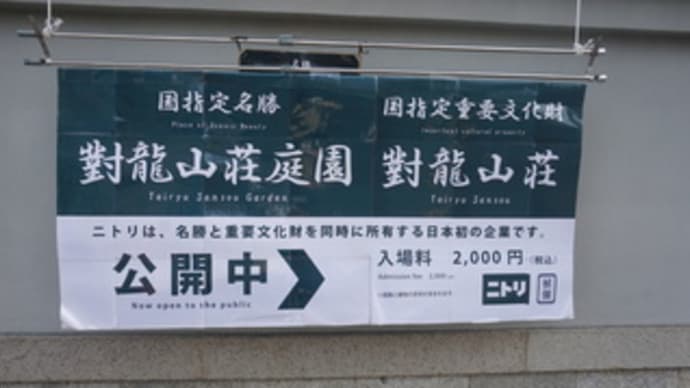 国指定名勝
Place of Scenic Beauty
對龍山荘庭園
Tairyu Sansou Garden
国指定重要文化財
important cultural property
對龍山荘
Tairyu Sansou
ニトリは、名勝と重要文化財を同時に所有する日本初の企業です。
公開中
Now open to the public
入場料 2,000円(税込)
Admission fee 2,000
ニトリ